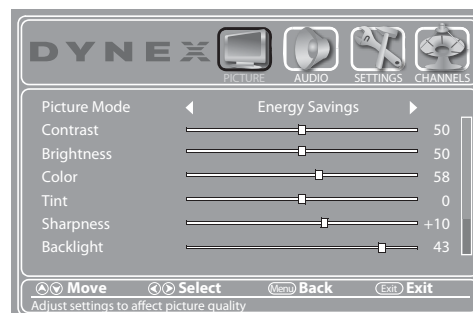 DYNEX
PICTURE AUDIO SETTINGS CHANNELS
Picture Mode Energy Savings
Contrast 50
Brightness 50
Color 58
Tint 0
Sharpness +10
Backlight 43
Move Select Menu Back Exit Exit
Adjust settings to affect picture quality